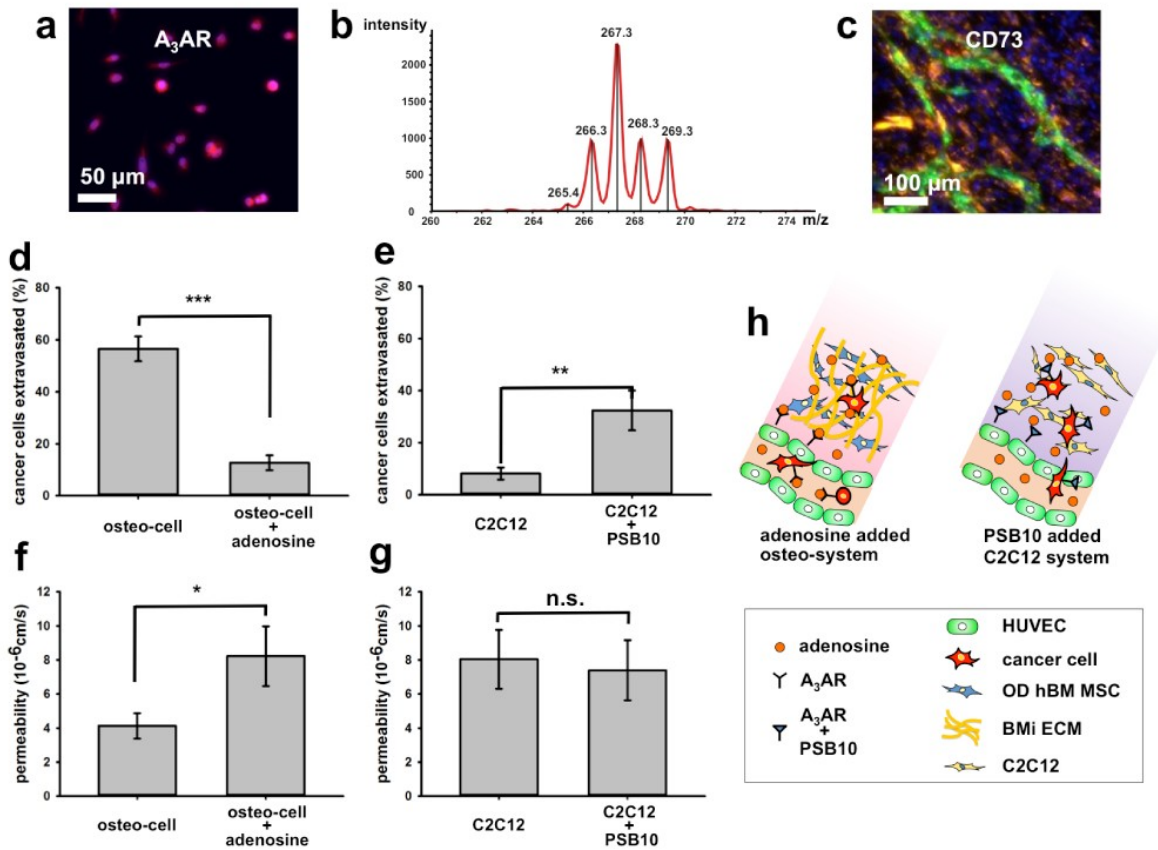 a
A₃AR
50 µm
b
intensity
2000
1500
1000
500
0
260
262
264
266
268
270
272
274
m/z
265.4
266.3
267.3
268.3
269.3
c
CD73
100 µm
d
cancer cells extravasated (%)
80
60
40
20
0
***
osteo-cell
osteo-cell
+
adenosine
e
cancer cells extravasated (%)
80
60
40
20
0
**
C2C12
C2C12
+
PSB10
f
permeability (10⁻⁶cm/s)
12
10
8
6
4
2
0
*
osteo-cell
osteo-cell
+
adenosine
g
permeability (10⁻⁶cm/s)
12
10
8
6
4
2
0
n.s.
C2C12
C2C12
+
PSB10
h
adenosine added
osteo-system
PSB10 added
C2C12 system
adenosine
A₃AR
A₃AR
+
PSB10
HUVEC
cancer cell
OD hBM MSC
BMi ECM
C2C12